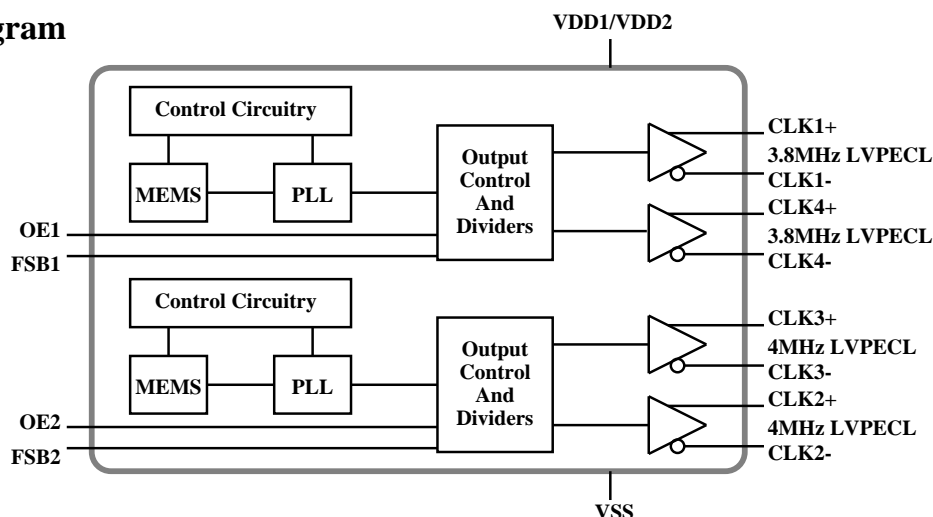 gram
VDD1/VDD2
Control Circuitry
MEMS
PLL
Output
Control
And
Dividers
OE1
FSB1
CLK1+
3.8MHz LVPECL
CLK1-
CLK4+
3.8MHz LVPECL
CLK4-
Control Circuitry
MEMS
PLL
Output
Control
And
Dividers
OE2
FSB2
CLK3+
4MHz LVPECL
CLK3-
CLK2+
4MHz LVPECL
CLK2-
VSS